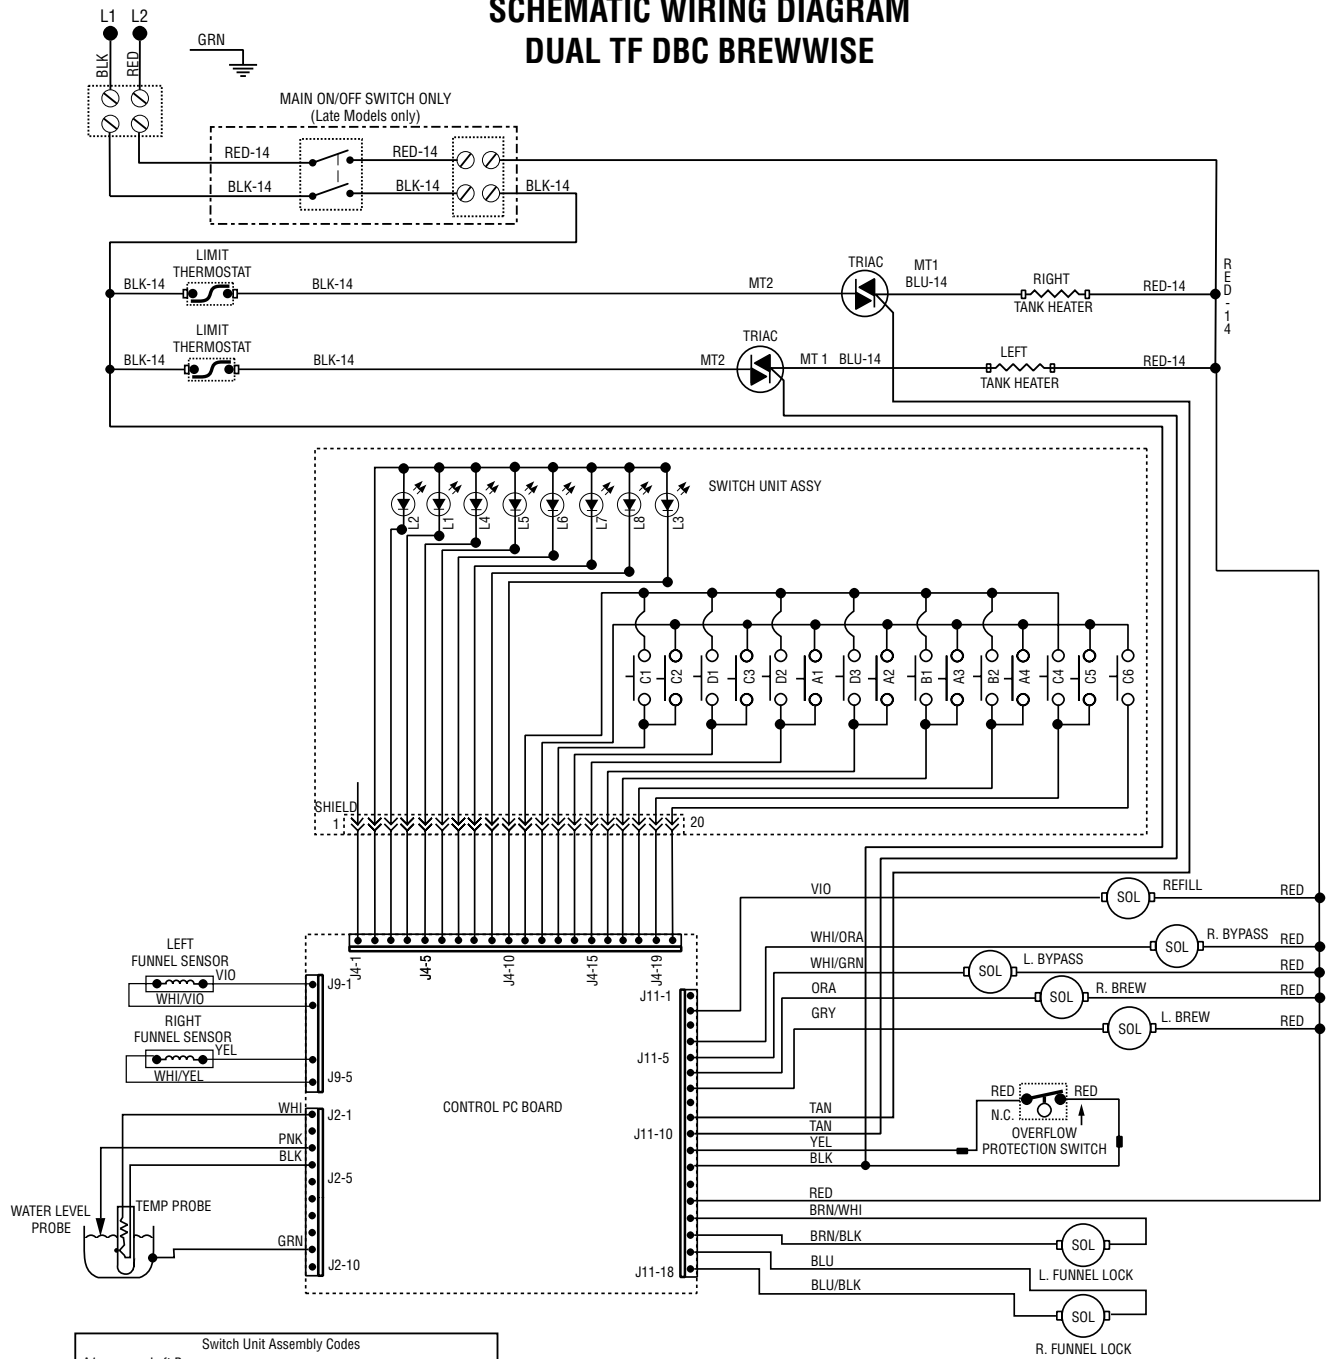 SCHEMATIC WIRING DIAGRAM
DUAL TF DBC BREWWISE
L1 L2
BLK
RED
GRN
MAIN ON/OFF SWITCH ONLY
(Late Models only)
RED-14
RED-14
BLK-14
BLK-14
BLK-14
LIMIT
THERMOSTAT
BLK-14
BLK-14
MT2
TRIAC
MT1
BLU-14
RIGHT
TANK HEATER
RED-14
RED-14
LIMIT
THERMOSTAT
BLK-14
BLK-14
MT2
TRIAC
MT 1
BLU-14
LEFT
TANK HEATER
RED-14
SWITCH UNIT ASSY
L2
L1
L4
L5
L6
L7
L8
L3
C1
C2
D1
C3
D2
A1
D3
A2
B1
A3
B2
A4
C4
C5
C6
SHIELD
1
20
J4-1
J4-5
J4-10
J4-15
J4-19
LEFT
FUNNEL SENSOR
VIO
WHI/VIO
J9-1
RIGHT
FUNNEL SENSOR
YEL
WHI/YEL
J9-5
WHI
J2-1
PNK
BLK
J2-5
GRN
J2-10
WATER LEVEL
PROBE
TEMP PROBE
CONTROL PC BOARD
J11-1
J11-5
J11-10
J11-18
VIO
SOL
REFILL
RED
WHI/ORA
SOL
R. BYPASS
RED
WHI/GRN
SOL
L. BYPASS
RED
ORA
SOL
R. BREW
RED
GRY
SOL
L. BREW
RED
TAN
TAN
YEL
BLK
RED
RED
N.C.
OVERFLOW
PROTECTION SWITCH
RED
BRN/WHI
BRN/BLK
SOL
L. FUNNEL LOCK
BLU
BLU/BLK
SOL
R. FUNNEL LOCK
Switch Unit Assembly Codes